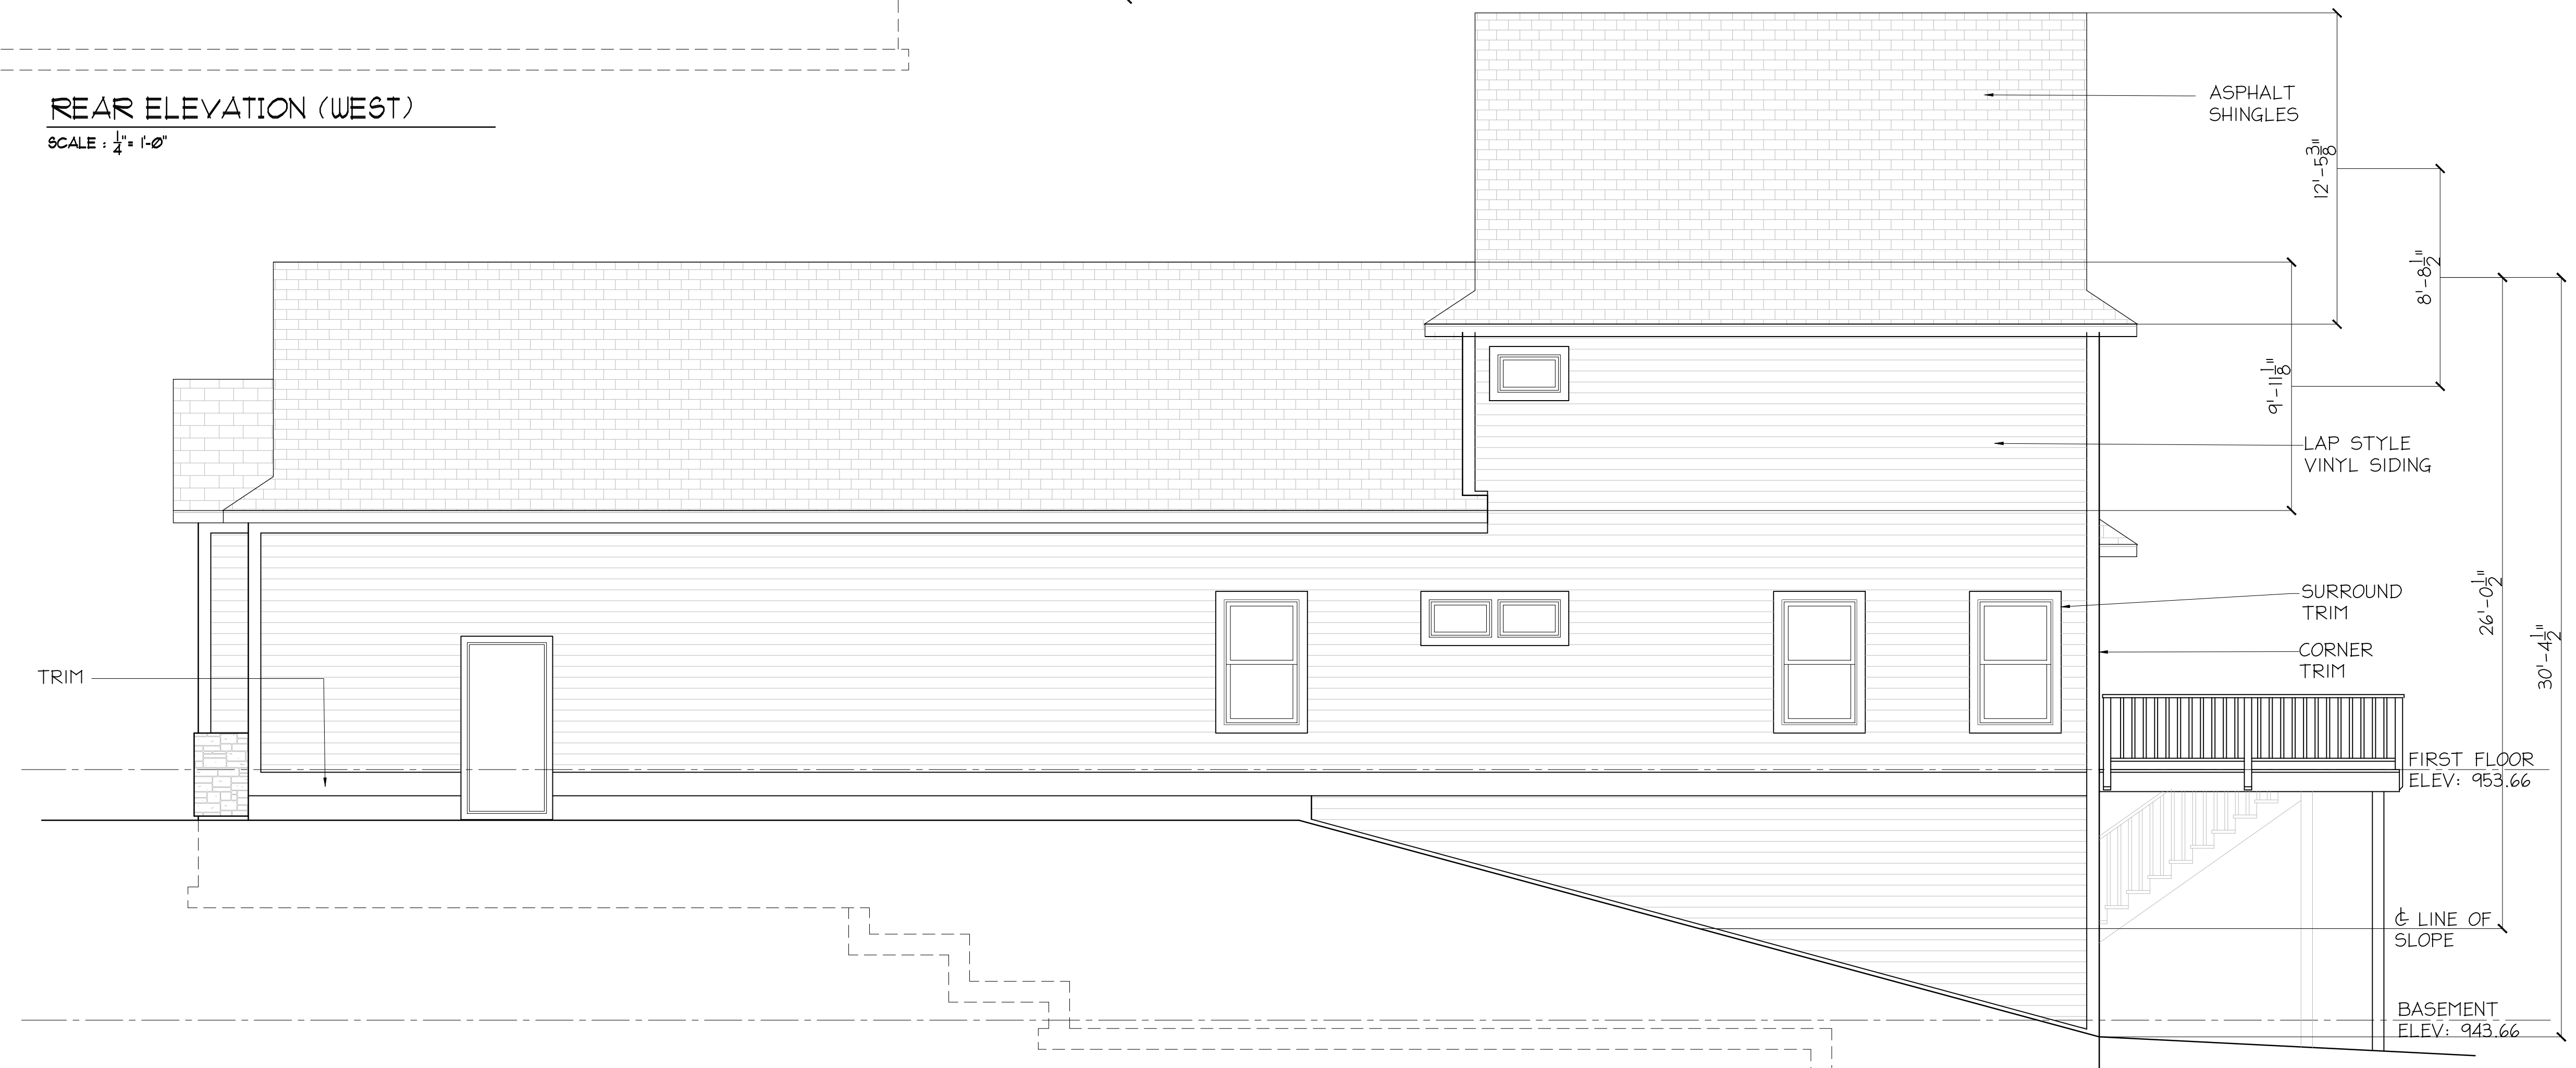 REAR ELEVATION (WEST)
SCALE : 1/4" = 1'-0"
ASPHALT
SHINGLES
12'-5 3/8"
8'-8 1/2"
9'-11 1/8"
LAP STYLE
VINYL SIDING
26'-0 1/2"
30'-4 1/2"
SURROUND
TRIM
CORNER
TRIM
TRIM
FIRST FLOOR
ELEV: 953.66
℄ LINE OF
SLOPE
BASEMENT
ELEV: 943.66